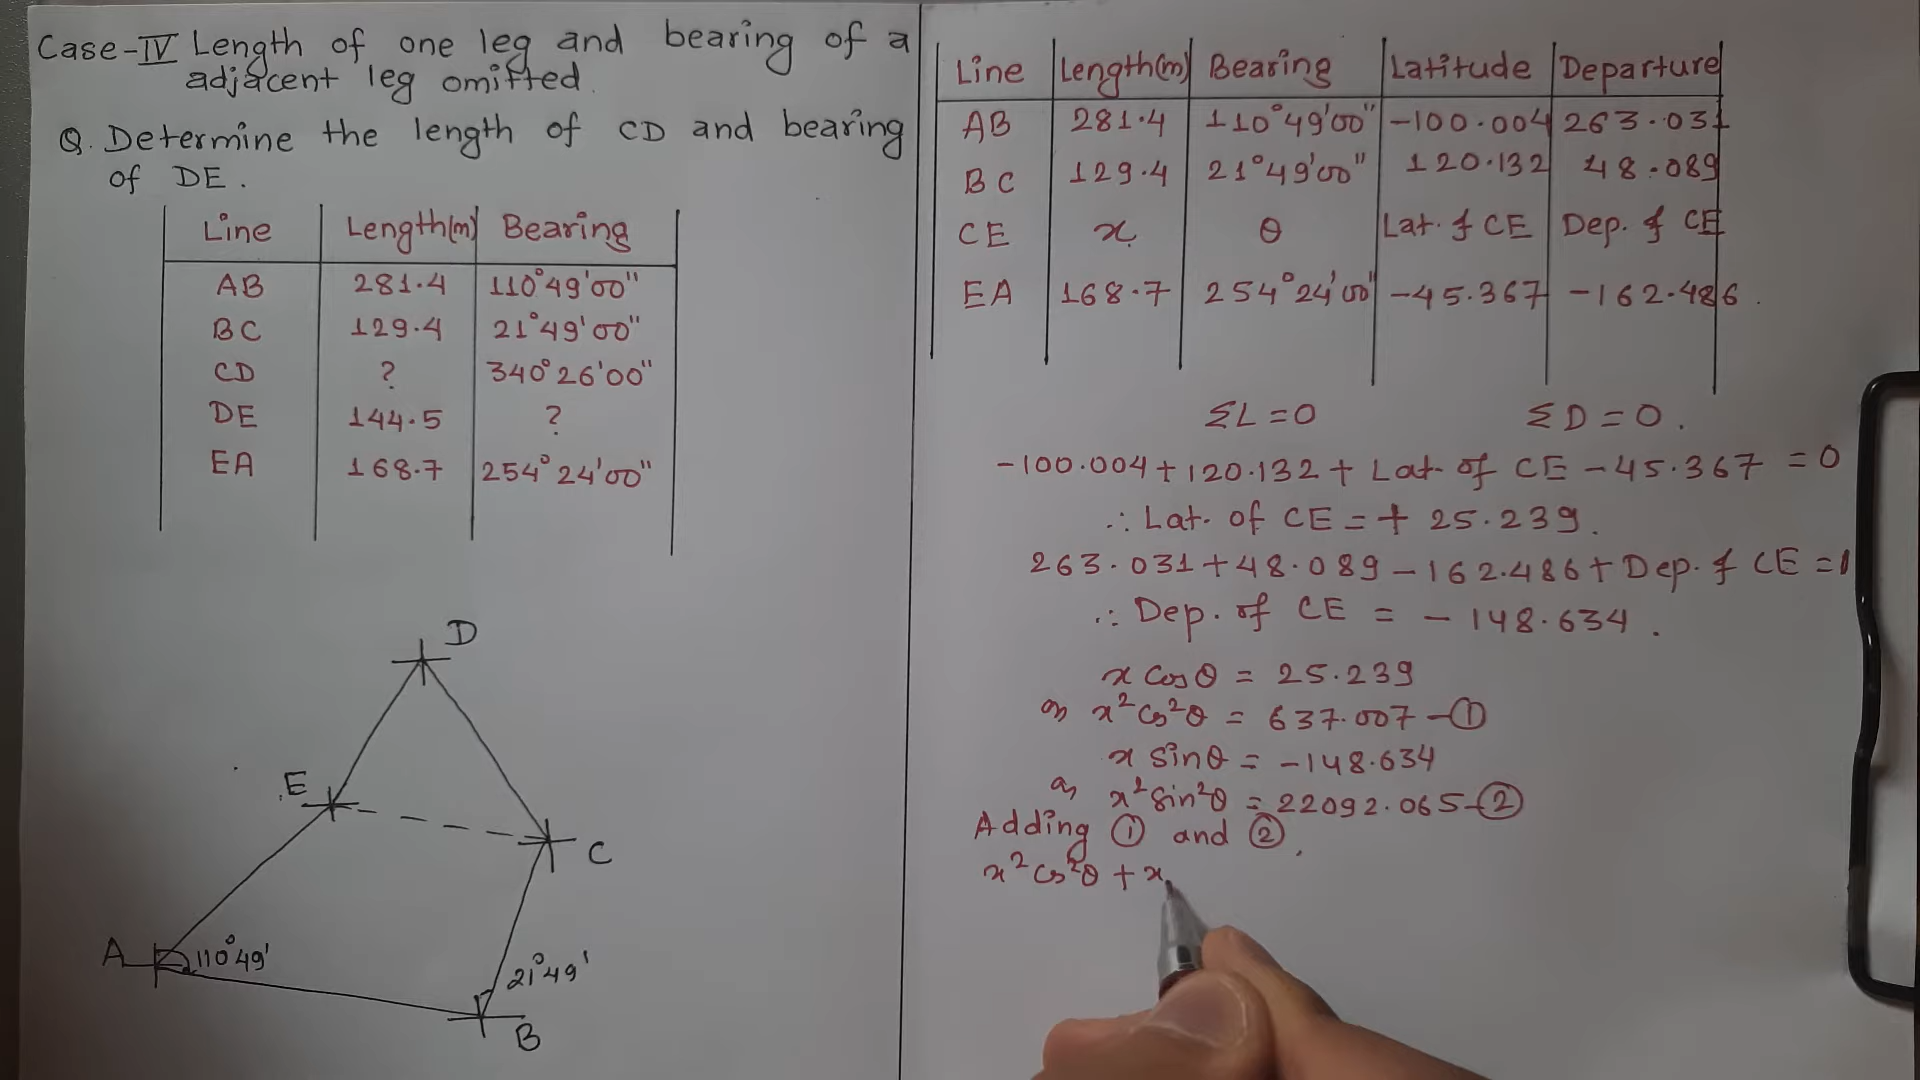 Case-IV Length of one leg and bearing of a
adjacent leg omitted.
Q. Determine the length of CD and bearing
of DE.
Line Length(m) Bearing
AB 281.4 110°49'00"
BC 129.4 21°49'00"
CD ? 340°26'00"
DE 144.5 ?
EA 168.7 254°24'00"
D
E
C
A 110°49'
21°49'
B
Line Length(m) Bearing Latitude Departure
AB 281.4 110°49'00" -100.004 263.031
BC 129.4 21°49'00" 120.132 48.089
CE x θ Lat. of CE Dep. of CE
EA 168.7 254°24'00" -45.367 -162.486.
ΣL=0 ΣD=0.
-100.004+120.132+ Lat. of CE -45.367 =0
∴ Lat. of CE = + 25.239.
263.031+48.089-162.486+ Dep. of CE =
∴ Dep. of CE = - 148.634.
x Cosθ = 25.239
or x²Cos²θ = 637.007 -①
x Sinθ = -148.634
or x²Sin²θ = 22092.065-②
Adding ① and ②,
x²Cos²θ + x